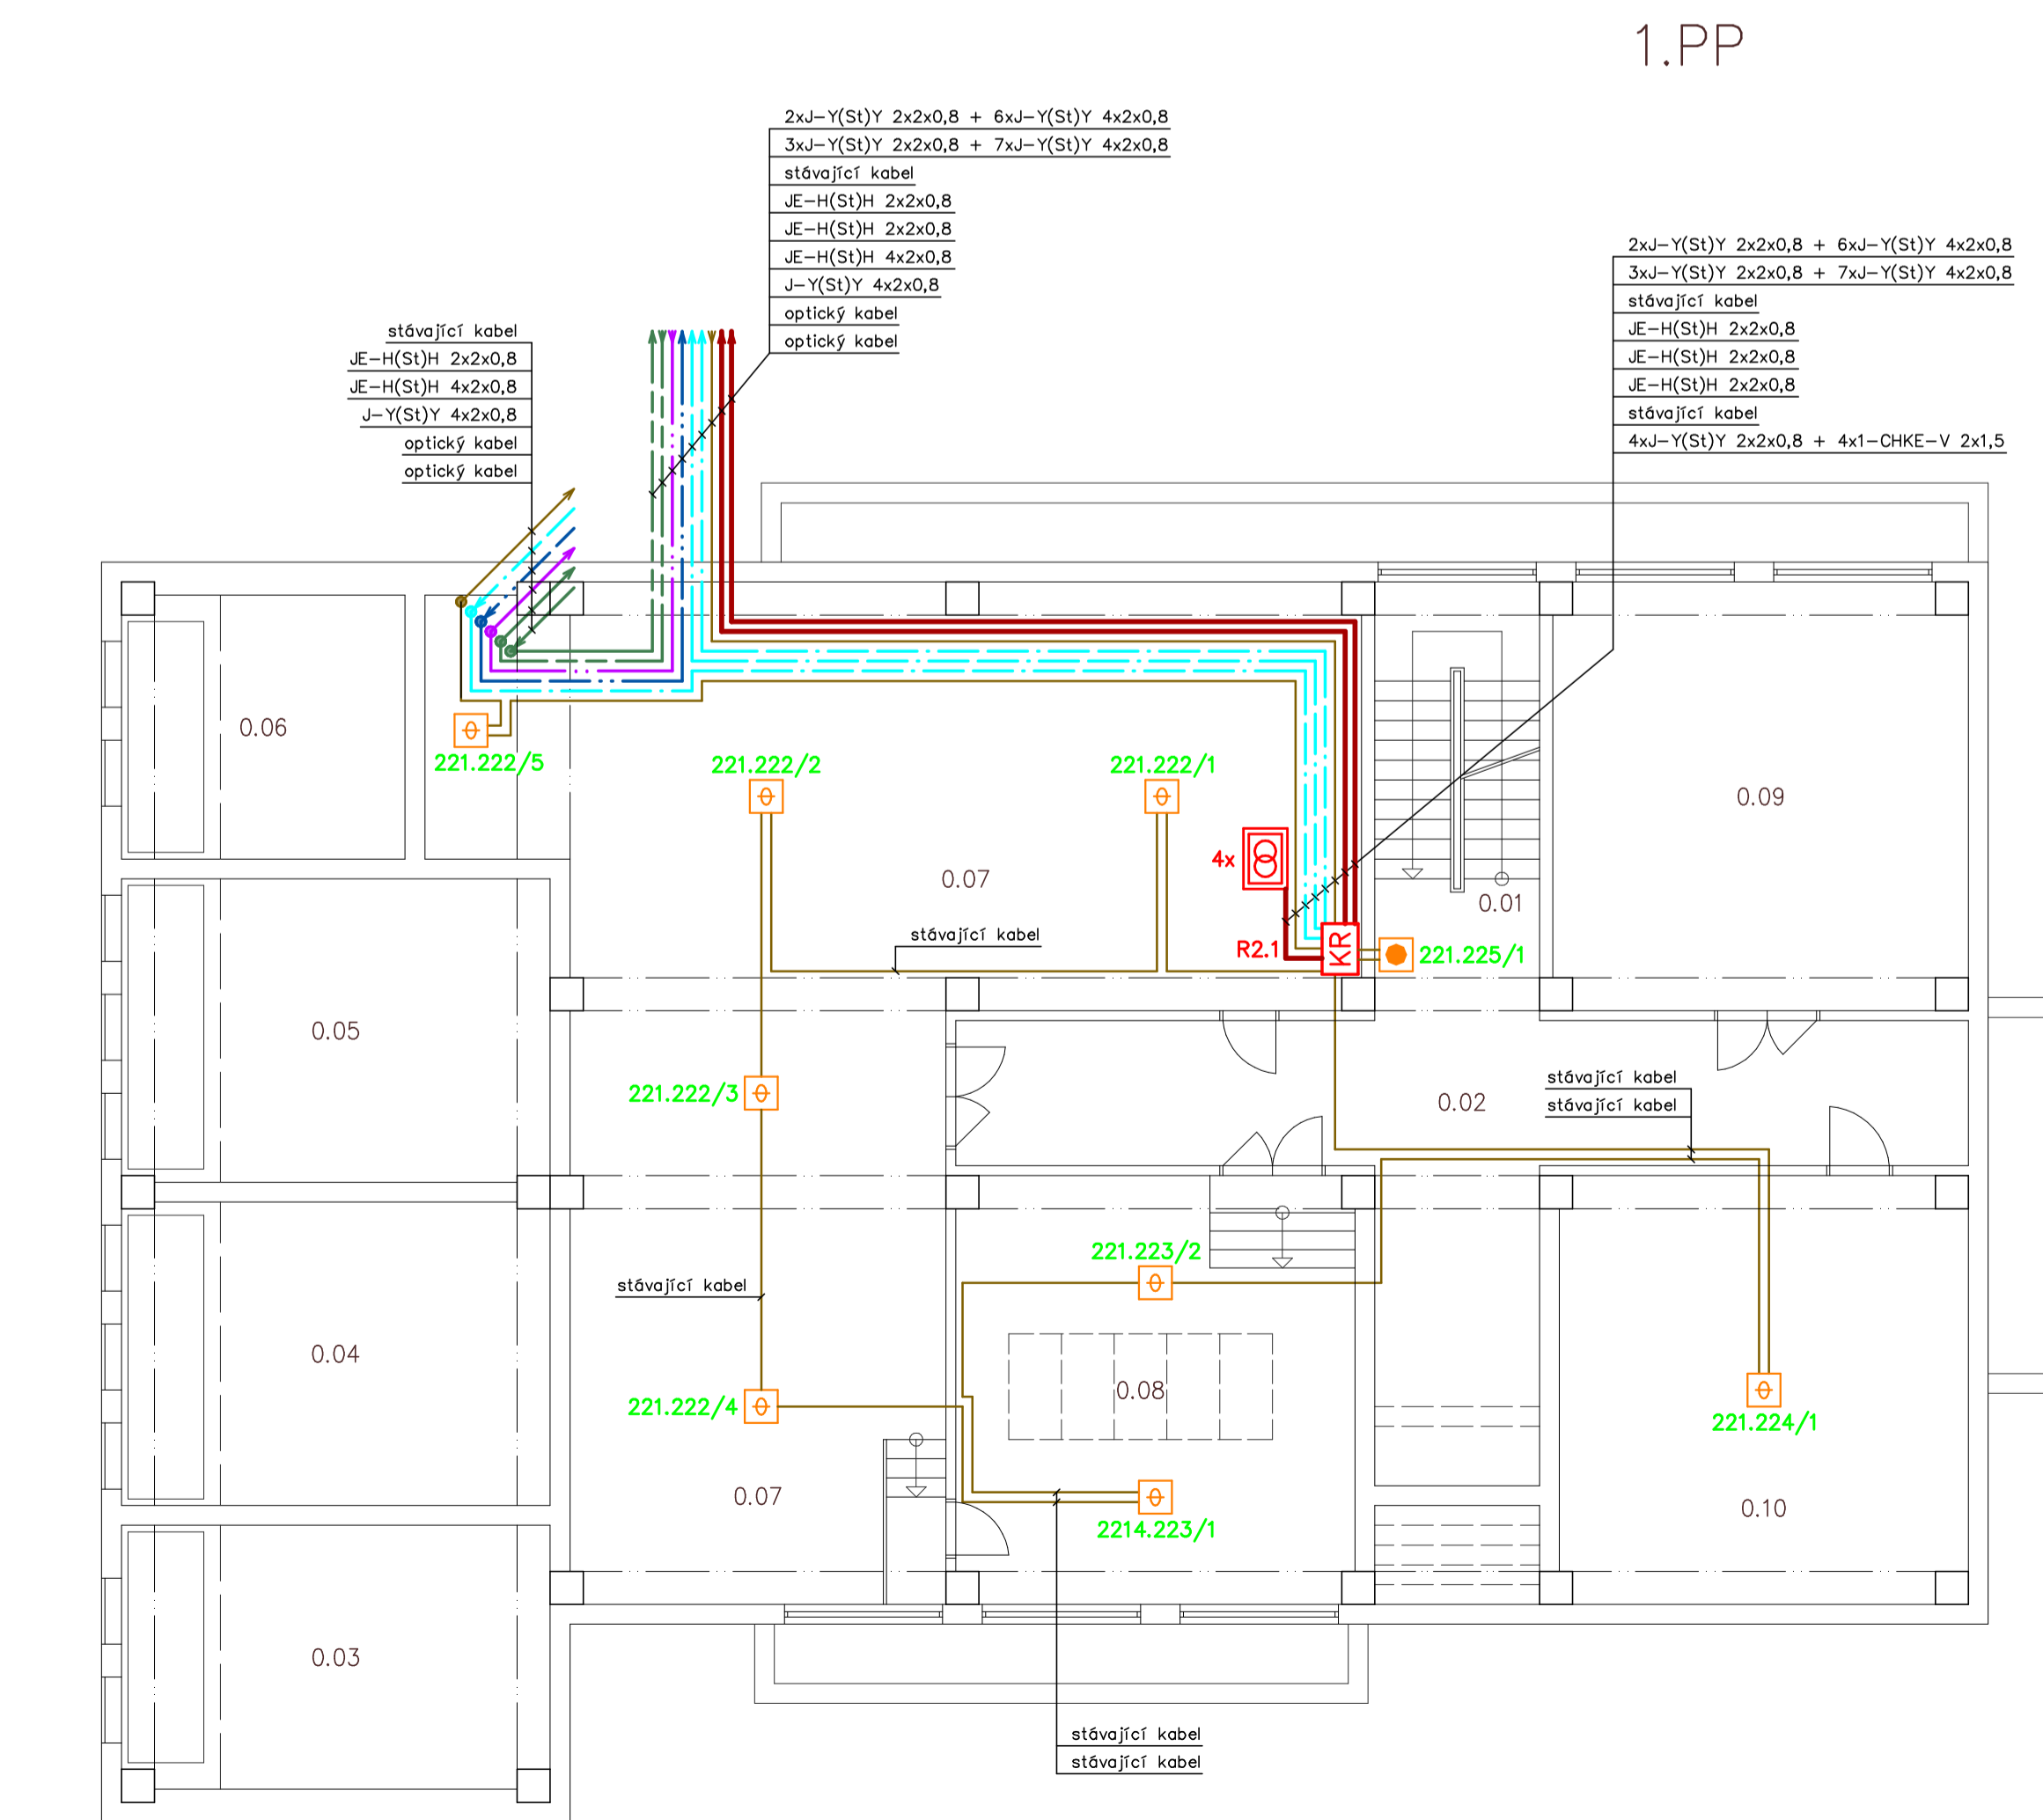 1.PP
2xJ-Y(St)Y 2x2x0,8 + 6xJ-Y(St)Y 4x2x0,8
3xJ-Y(St)Y 2x2x0,8 + 7xJ-Y(St)Y 4x2x0,8
stávající kabel
JE-H(St)H 2x2x0,8
JE-H(St)H 2x2x0,8
JE-H(St)H 4x2x0,8
J-Y(St)Y 4x2x0,8
optický kabel
optický kabel
2xJ-Y(St)Y 2x2x0,8 + 6xJ-Y(St)Y 4x2x0,8
3xJ-Y(St)Y 2x2x0,8 + 7xJ-Y(St)Y 4x2x0,8
stávající kabel
JE-H(St)H 2x2x0,8
JE-H(St)H 2x2x0,8
JE-H(St)H 2x2x0,8
stávající kabel
4xJ-Y(St)Y 2x2x0,8 + 4x1-CHKE-V 2x1,5
stávající kabel
JE-H(St)H 2x2x0,8
JE-H(St)H 4x2x0,8
J-Y(St)Y 4x2x0,8
optický kabel
optický kabel
0.06
221.222/5
221.222/2
221.222/1
0.09
4x
0.07
0.01
stávající kabel
R2.1
KR
221.225/1
0.05
221.222/3
0.02
stávající kabel
stávající kabel
221.223/2
stávající kabel
0.04
0.08
221.222/4
221.224/1
0.07
0.10
2214.223/1
0.03
stávající kabel
stávající kabel